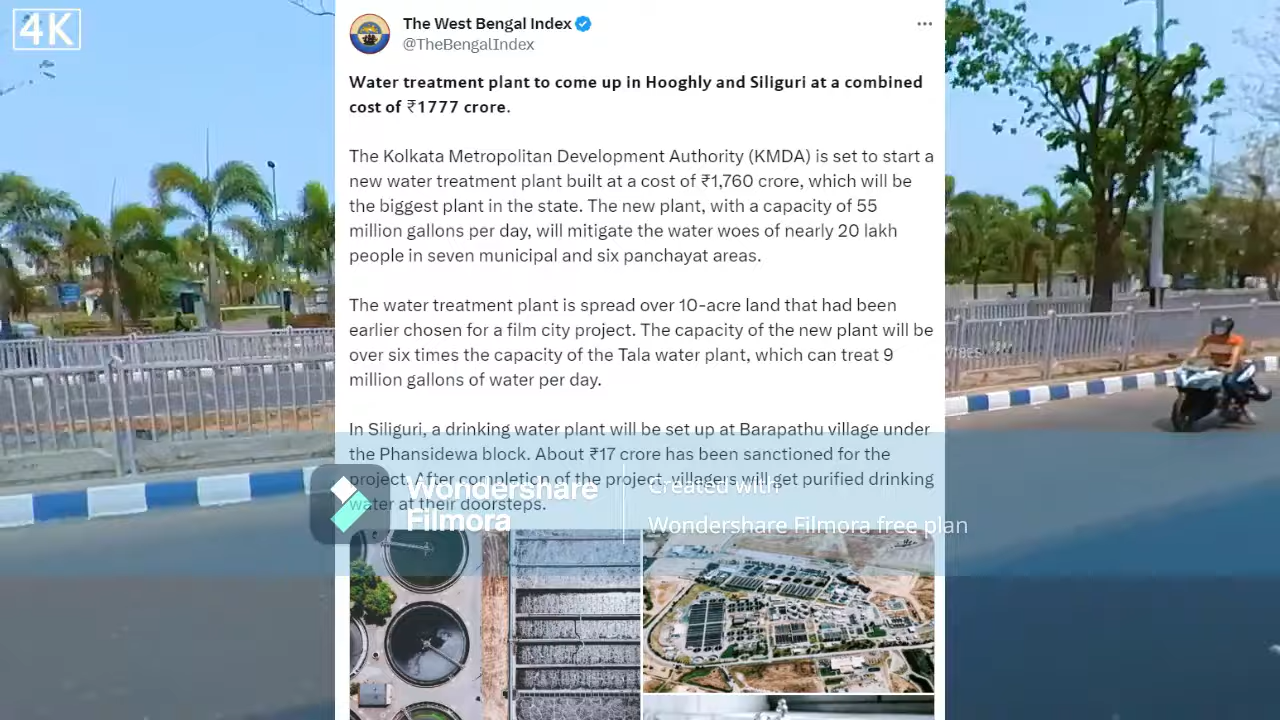 4K
The West Bengal Index
@TheBengalIndex
Water treatment plant to come up in Hooghly and Siliguri at a combined
cost of ₹1777 crore.
The Kolkata Metropolitan Development Authority (KMDA) is set to start a
new water treatment plant built at a cost of ₹1,760 crore, which will be
the biggest plant in the state. The new plant, with a capacity of 55
million gallons per day, will mitigate the water woes of nearly 20 lakh
people in seven municipal and six panchayat areas.
The water treatment plant is spread over 10-acre land that had been
earlier chosen for a film city project. The capacity of the new plant will be
over six times the capacity of the Tala water plant, which can treat 9
million gallons of water per day.
In Siliguri, a drinking water plant will be set up at Barapathu village under
the Phansidewa block. About ₹17 crore has been sanctioned for the
project. After completion of the project, villagers will get purified drinking
water at their doorsteps.
Wondershare
Filmora
Created with
Wondershare Filmora free plan